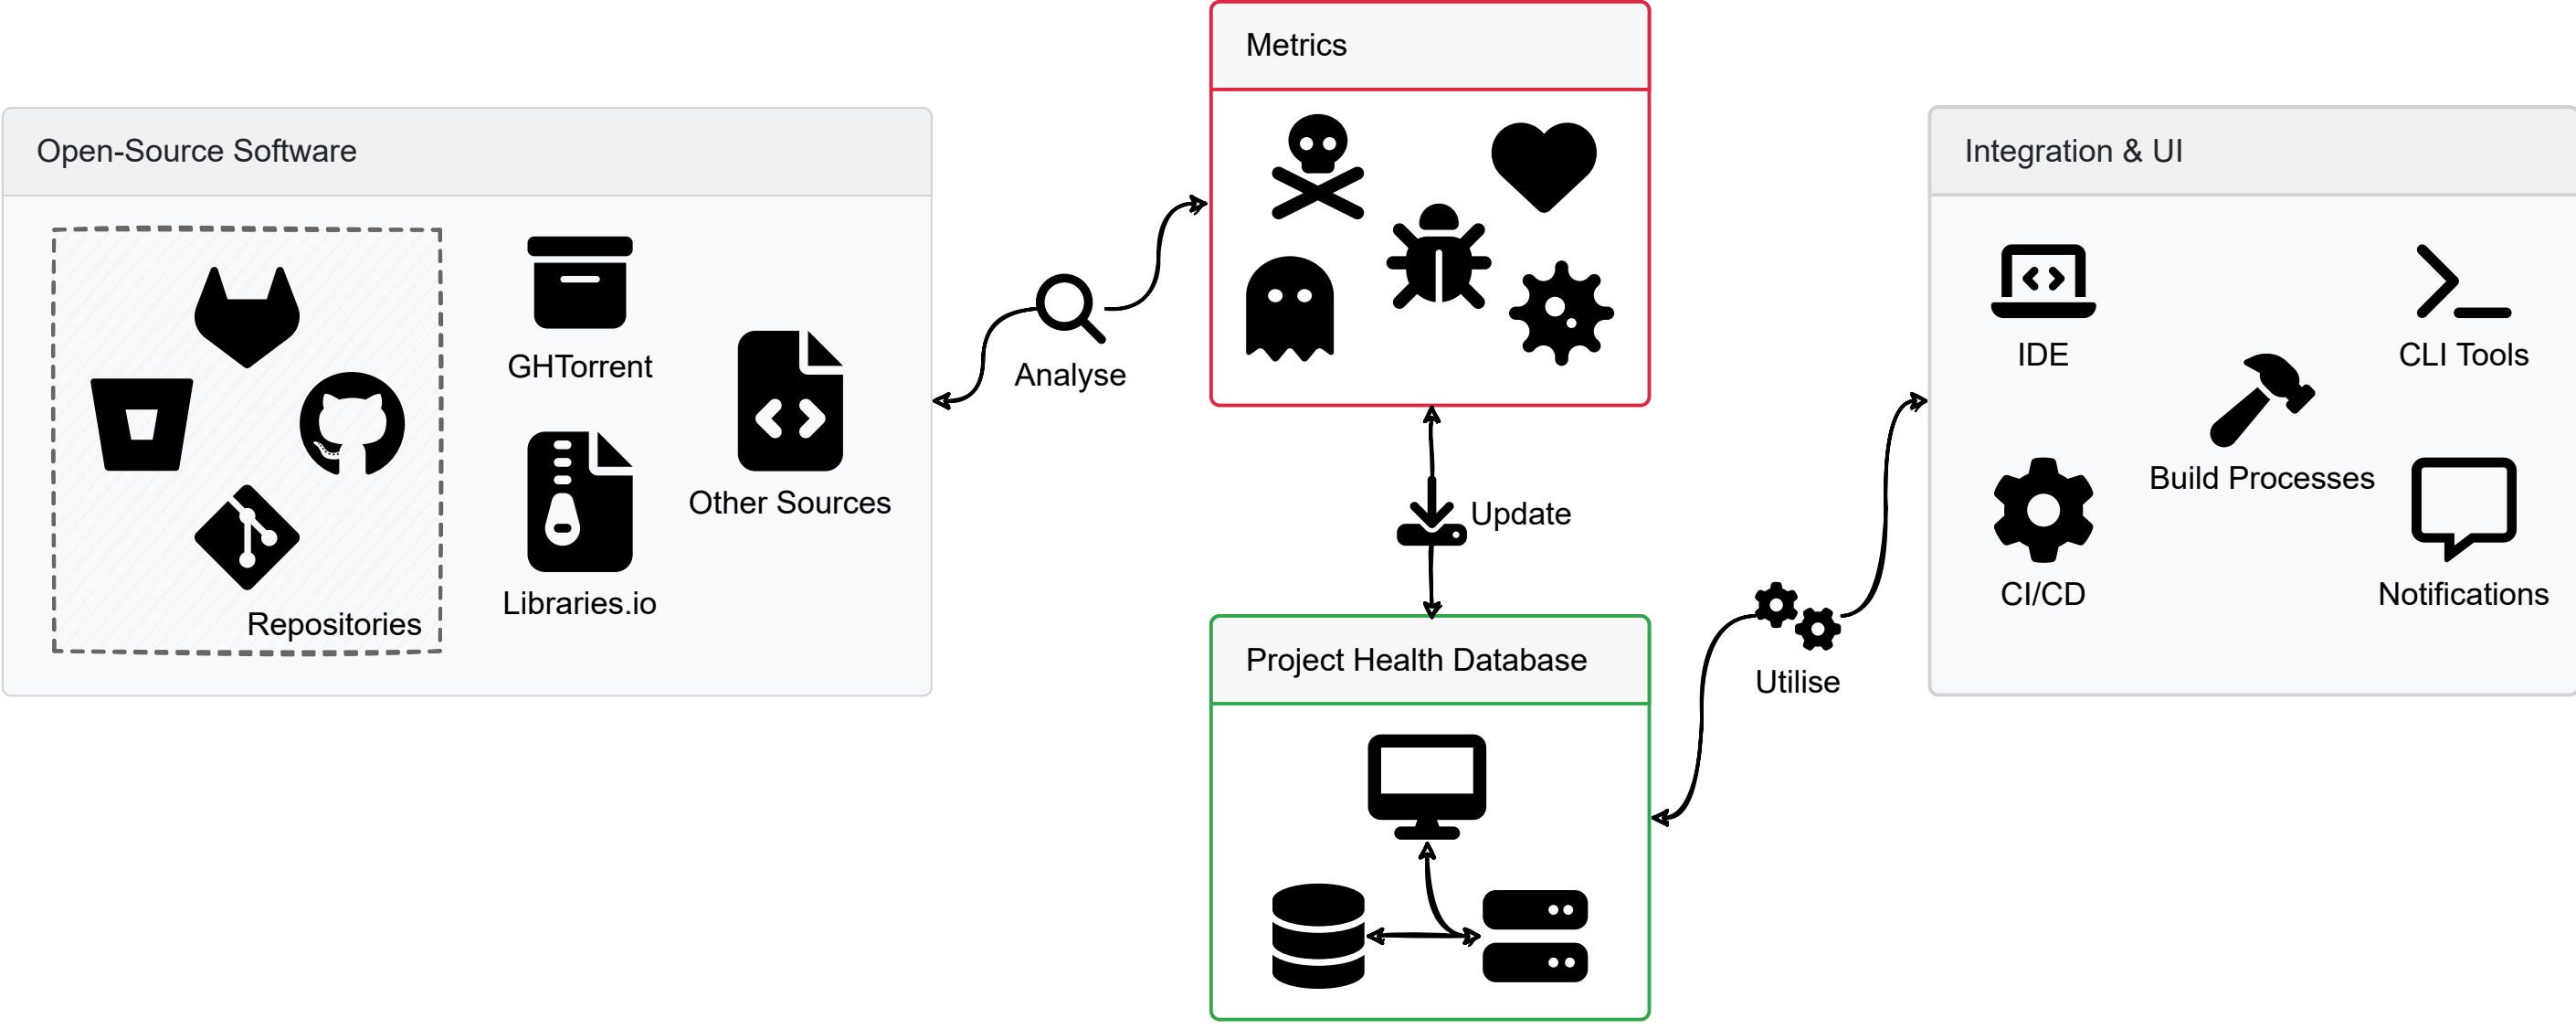 Open-Source Software
GHTorrent
Other Sources
Libraries.io
Repositories
Analyse
Metrics
Update
Project Health Database
Utilise
Integration & UI
IDE
CLI Tools
Build Processes
CI/CD
Notifications